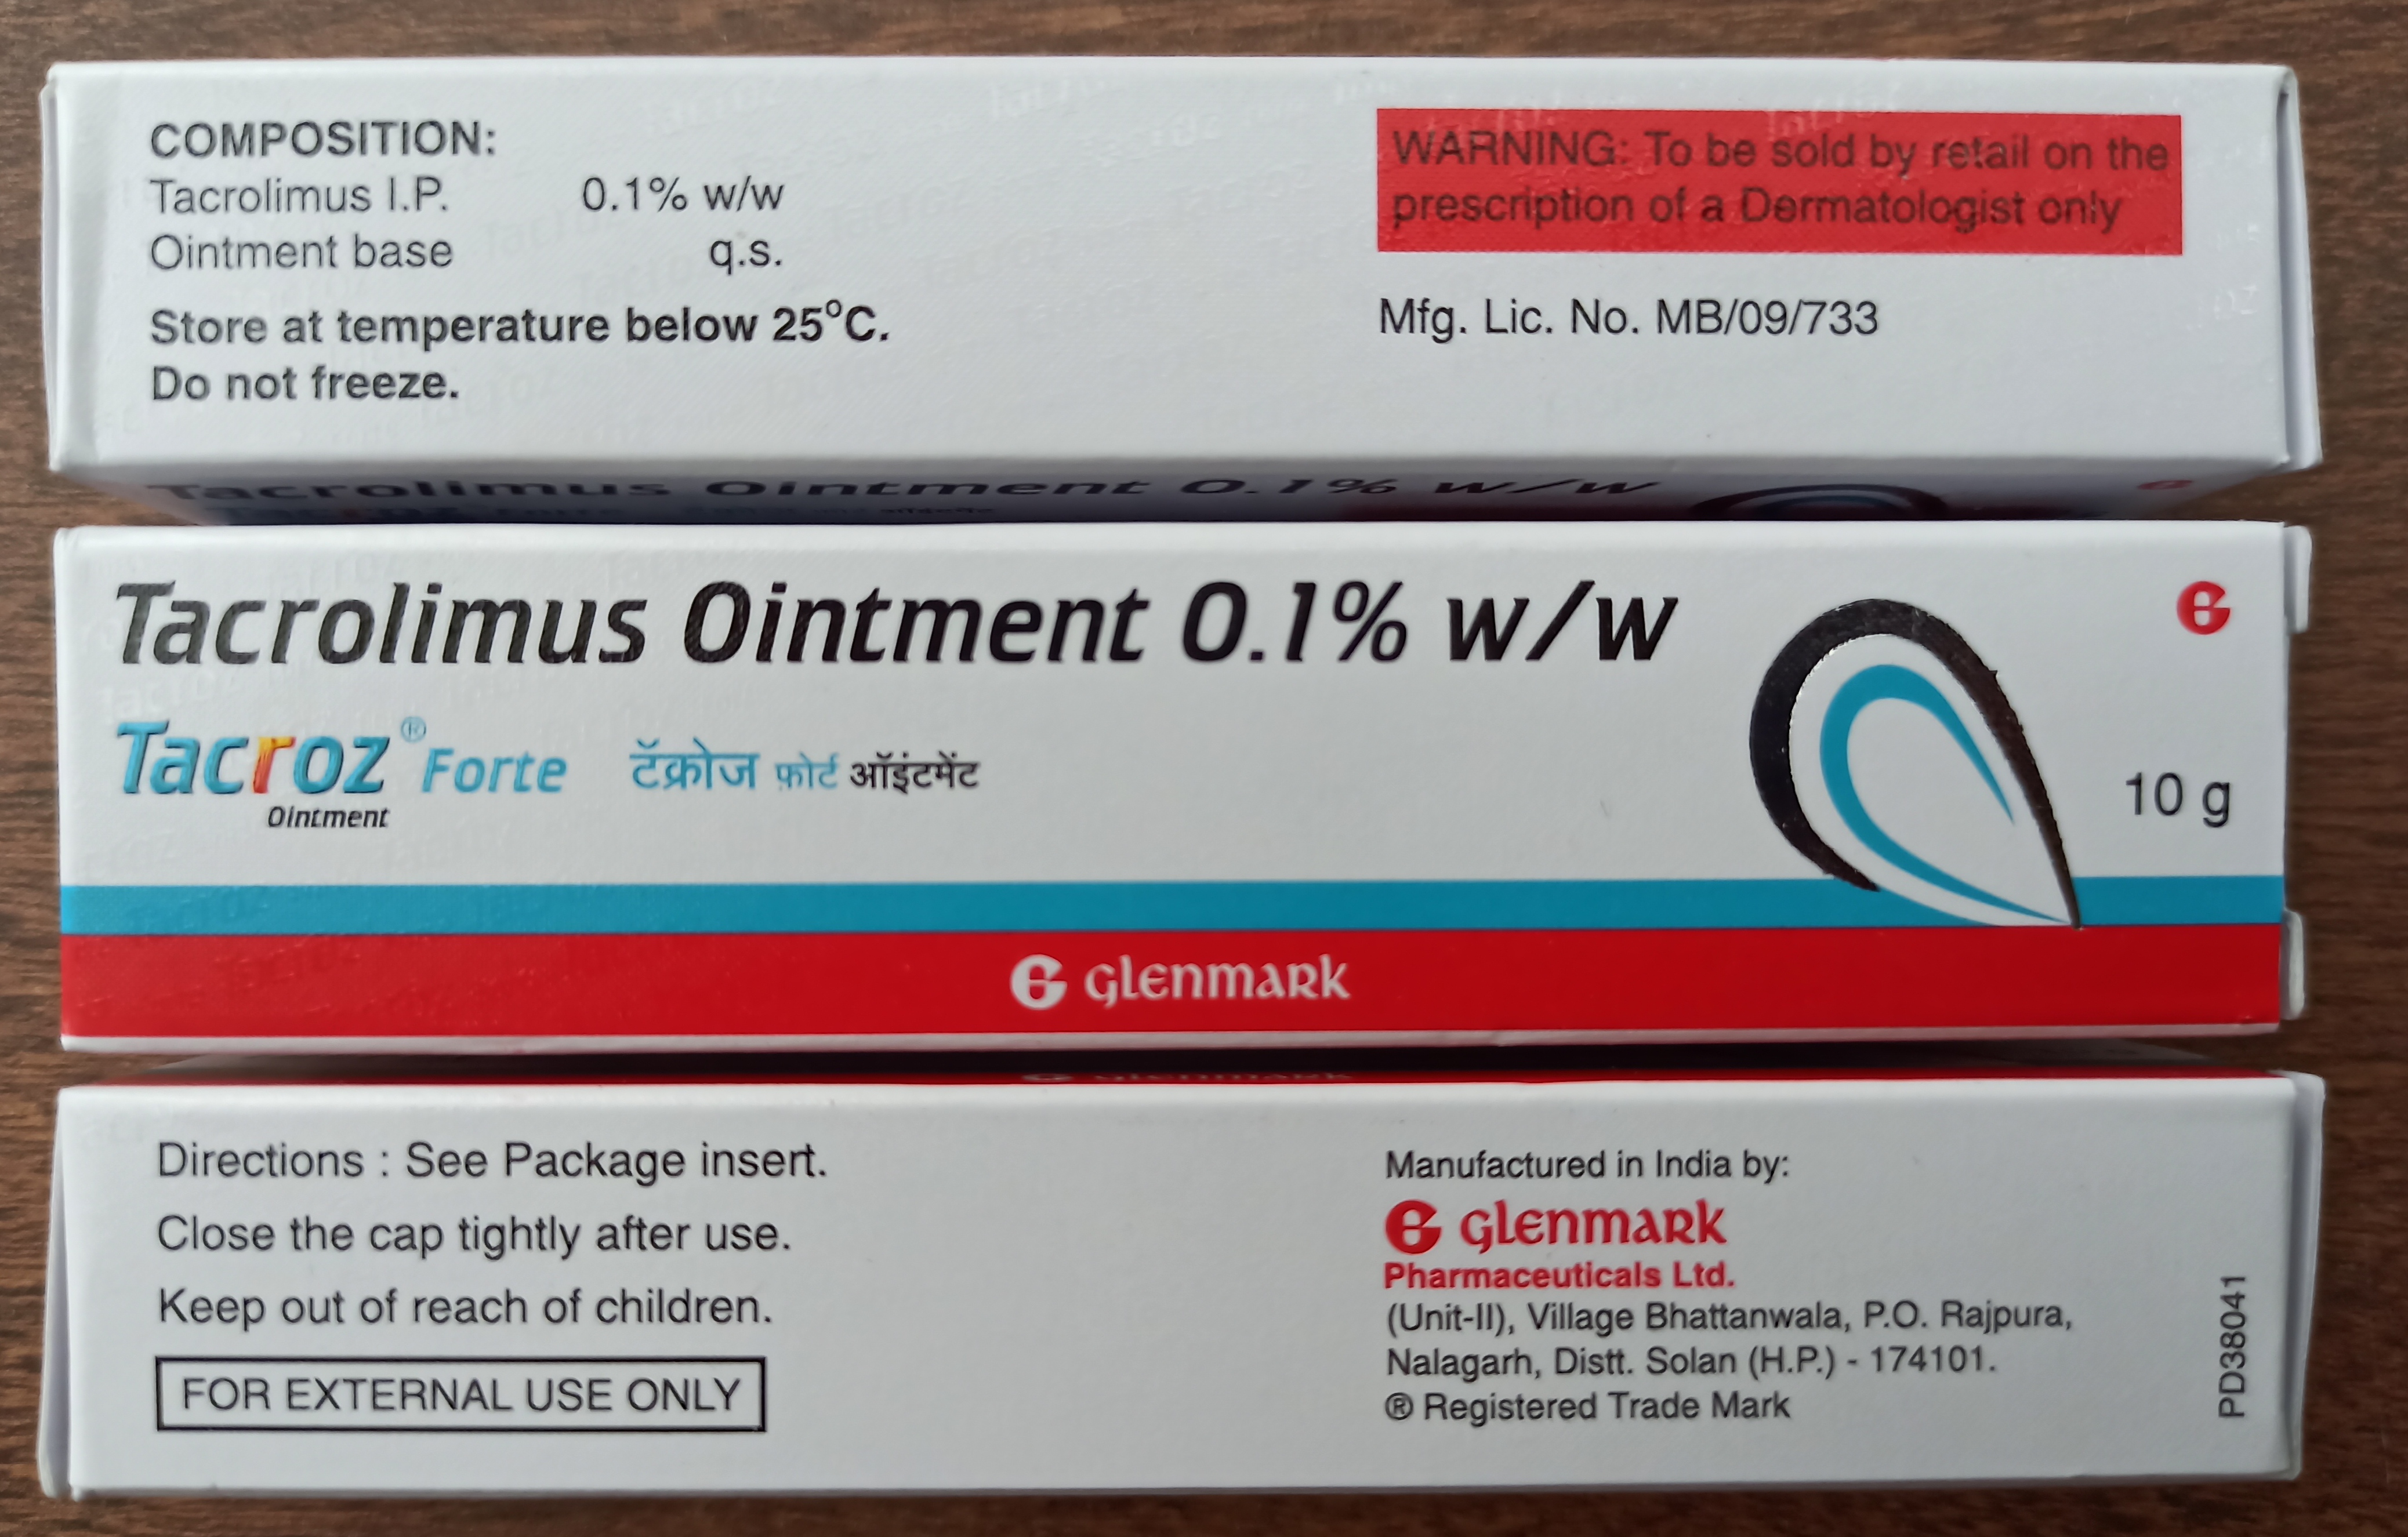 COMPOSITION:
Tacrolimus I.P. 0.1% w/w
Ointment base q.s.
Store at temperature below 25°C.
Do not freeze.
WARNING: To be sold by retail on the
prescription of a Dermatologist only
Mfg. Lic. No. MB/09/733
Tacrolimus Ointment 0.1% w/w
Tacrolimus Ointment 0.1% w/w
Tacroz® Forte टॅक्रोज फ़ोर्ट ऑइंटमेंट
Ointment
10 g
glenmark
Directions : See Package insert.
Close the cap tightly after use.
Keep out of reach of children.
FOR EXTERNAL USE ONLY
Manufactured in India by:
glenmark
Pharmaceuticals Ltd.
(Unit-II), Village Bhattanwala, P.O. Rajpura,
Nalagarh, Distt. Solan (H.P.) - 174101.
® Registered Trade Mark
PD38041